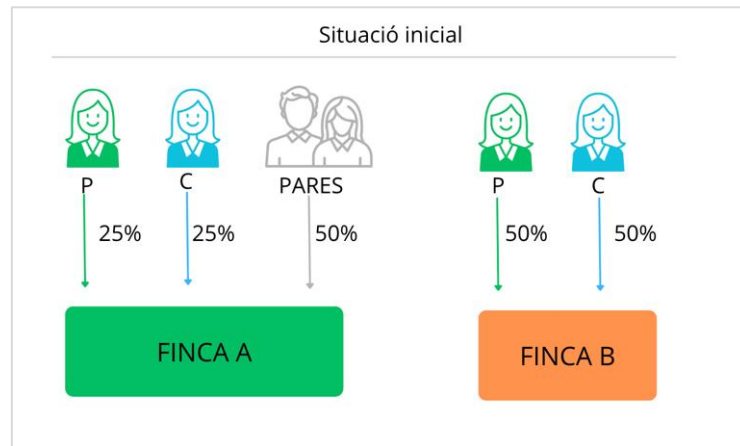 Situació inicial
P
C
PARES
P
C
25%
25%
50%
50%
50%
FINCA A
FINCA B